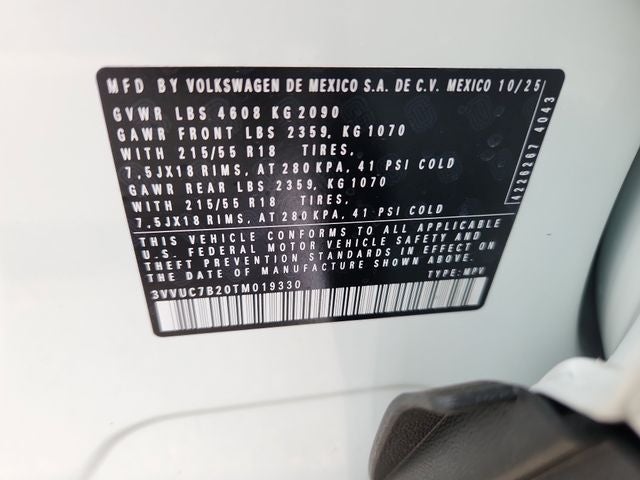 MFD BY VOLKSWAGEN DE MEXICO S.A. DE C.V. MEXICO 10/25
GVWR LBS 4608 KG 2090
GAWR FRONT LBS 2359, KG 1070
WITH 215/55 R18 TIRES,
7,5JX18 RIMS, AT 280 KPA, 41 PSI COLD
GAWR REAR LBS 2359, KG 1070
WITH 215/55 R18 TIRES,
7,5JX18 RIMS, AT 280 KPA, 41 PSI COLD
THIS VEHICLE CONFORMS TO ALL APPLICABLE
U.S. FEDERAL MOTOR VEHICLE SAFETY AND
THEFT PREVENTION STANDARDS IN EFFECT ON
THE DATE OF MANUFACTURE SHOWN ABOVE.
3VVUC7B20TM019330 TYPE: MPV
4226267 4043